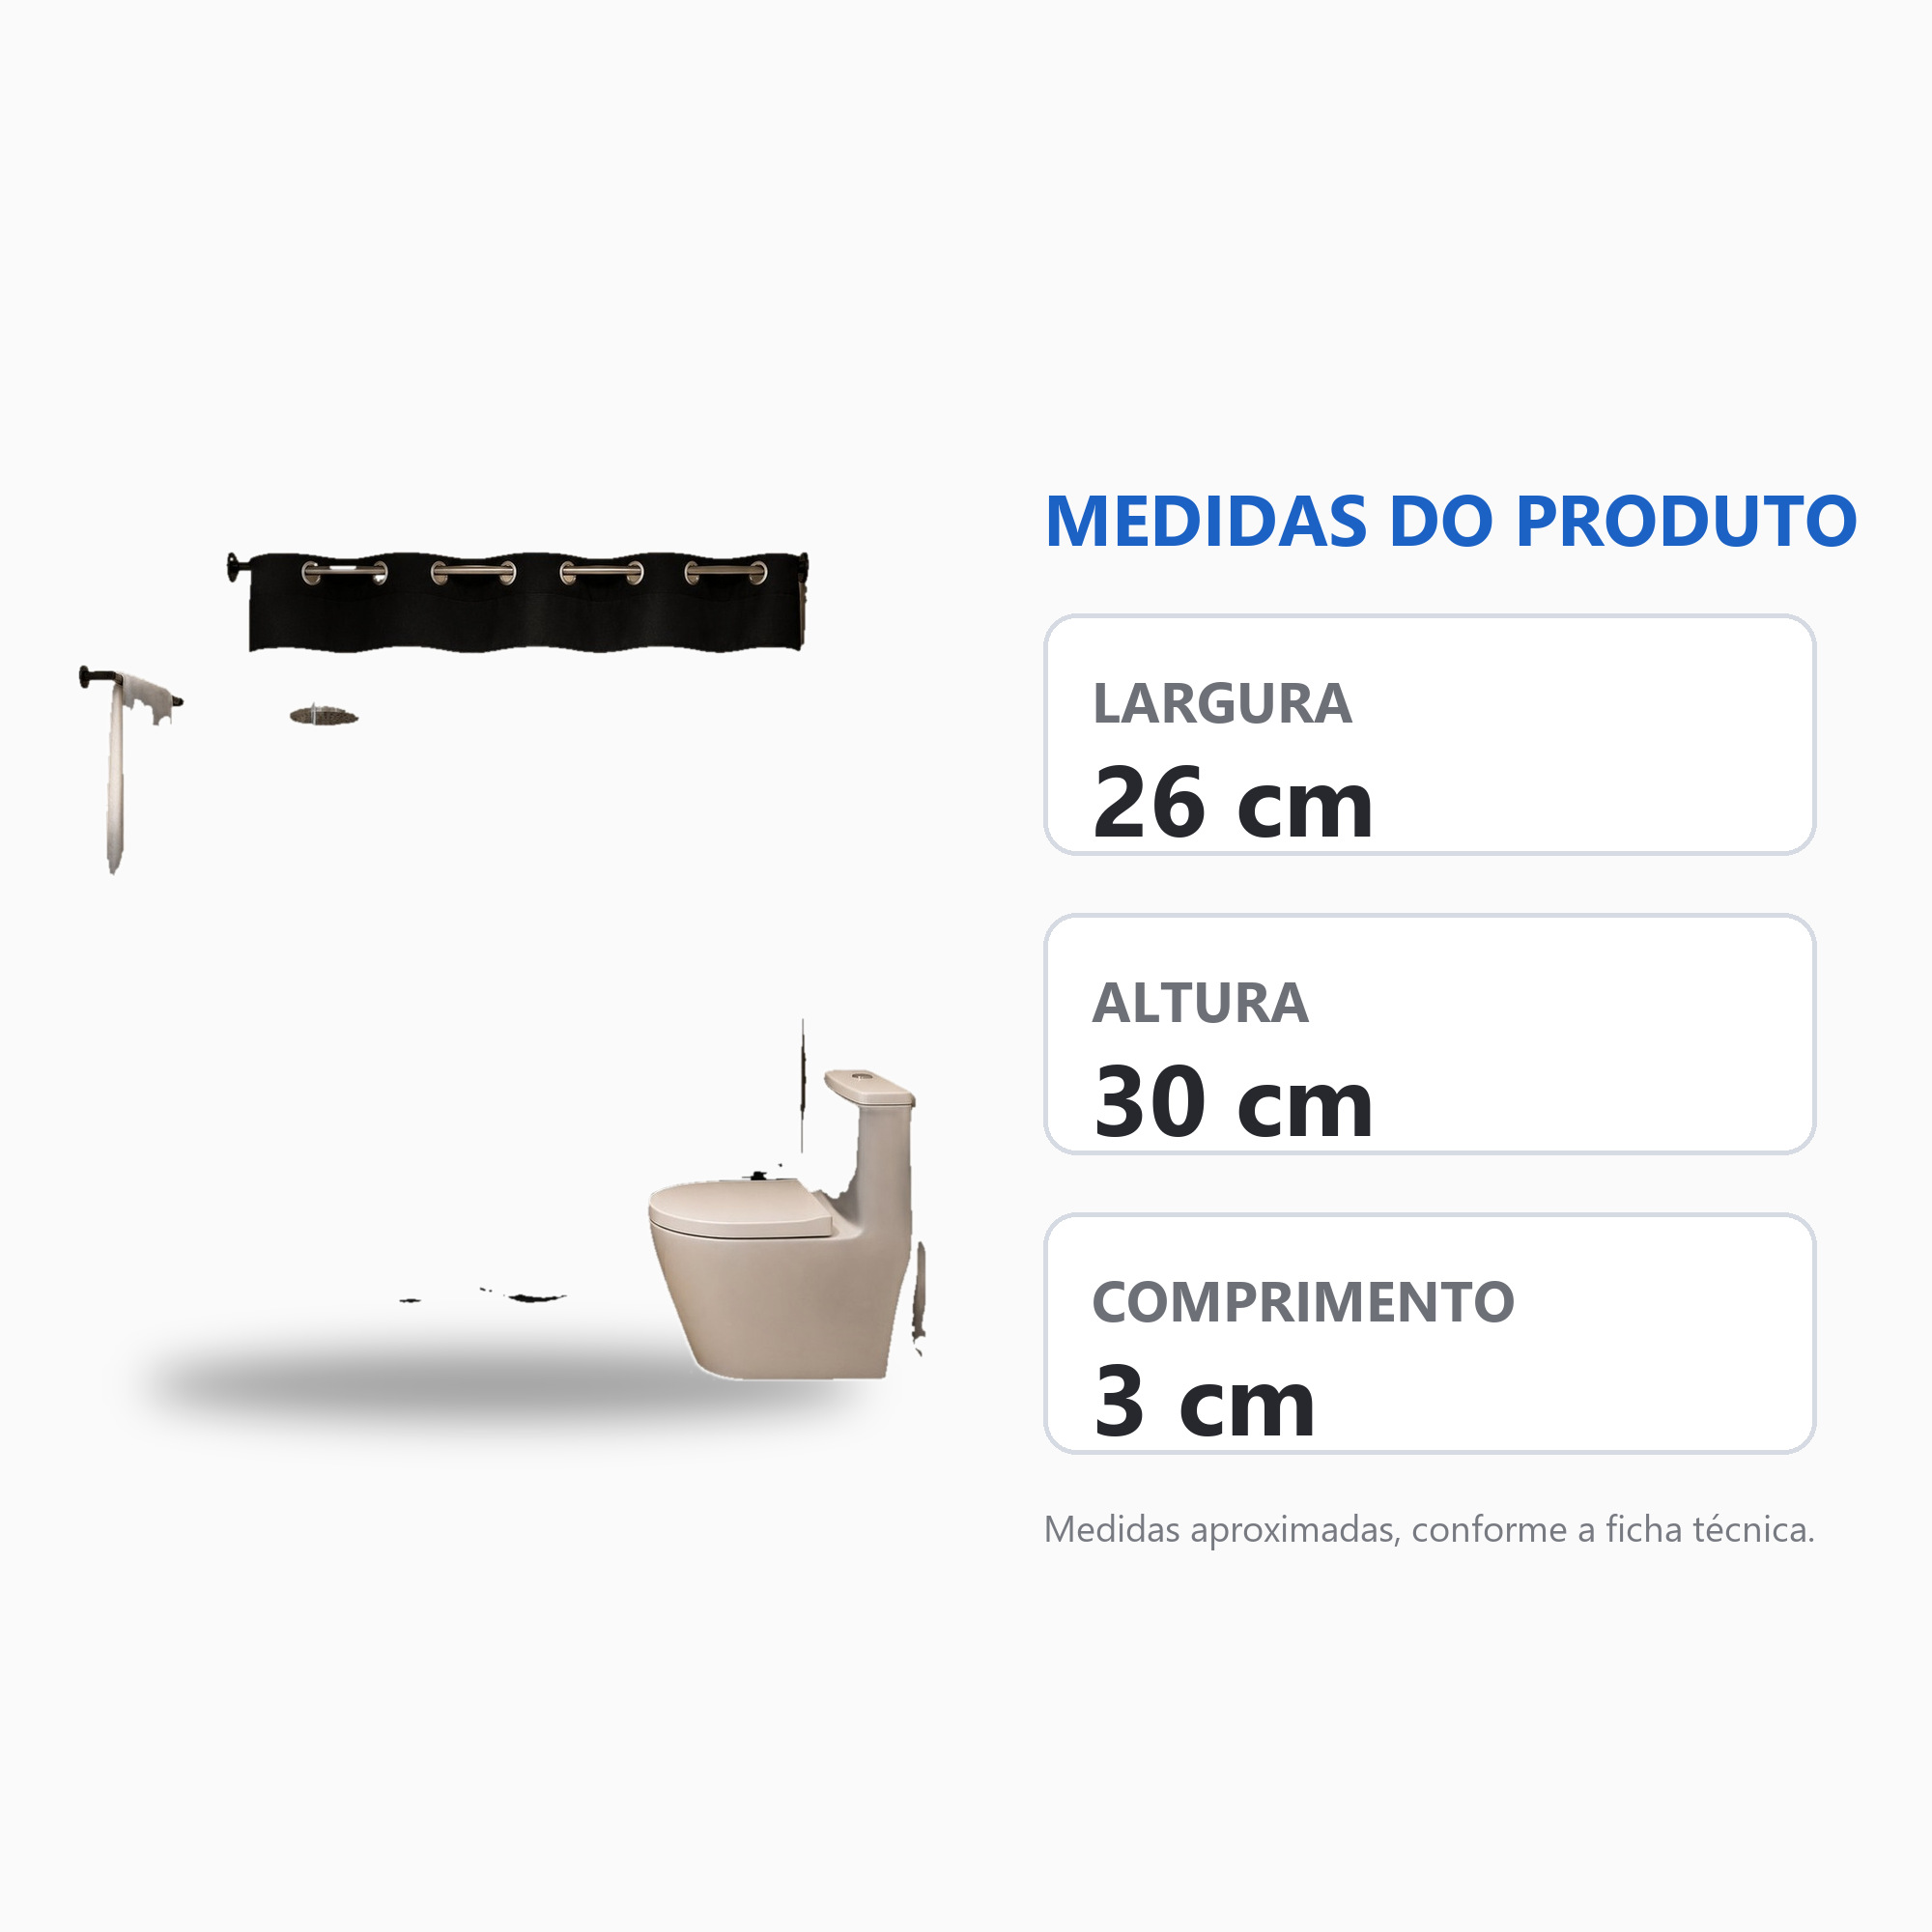 MEDIDAS DO PRODUTO
LARGURA
26 cm
ALTURA
30 cm
COMPRIMENTO
3 cm
Medidas aproximadas, conforme a ficha técnica.